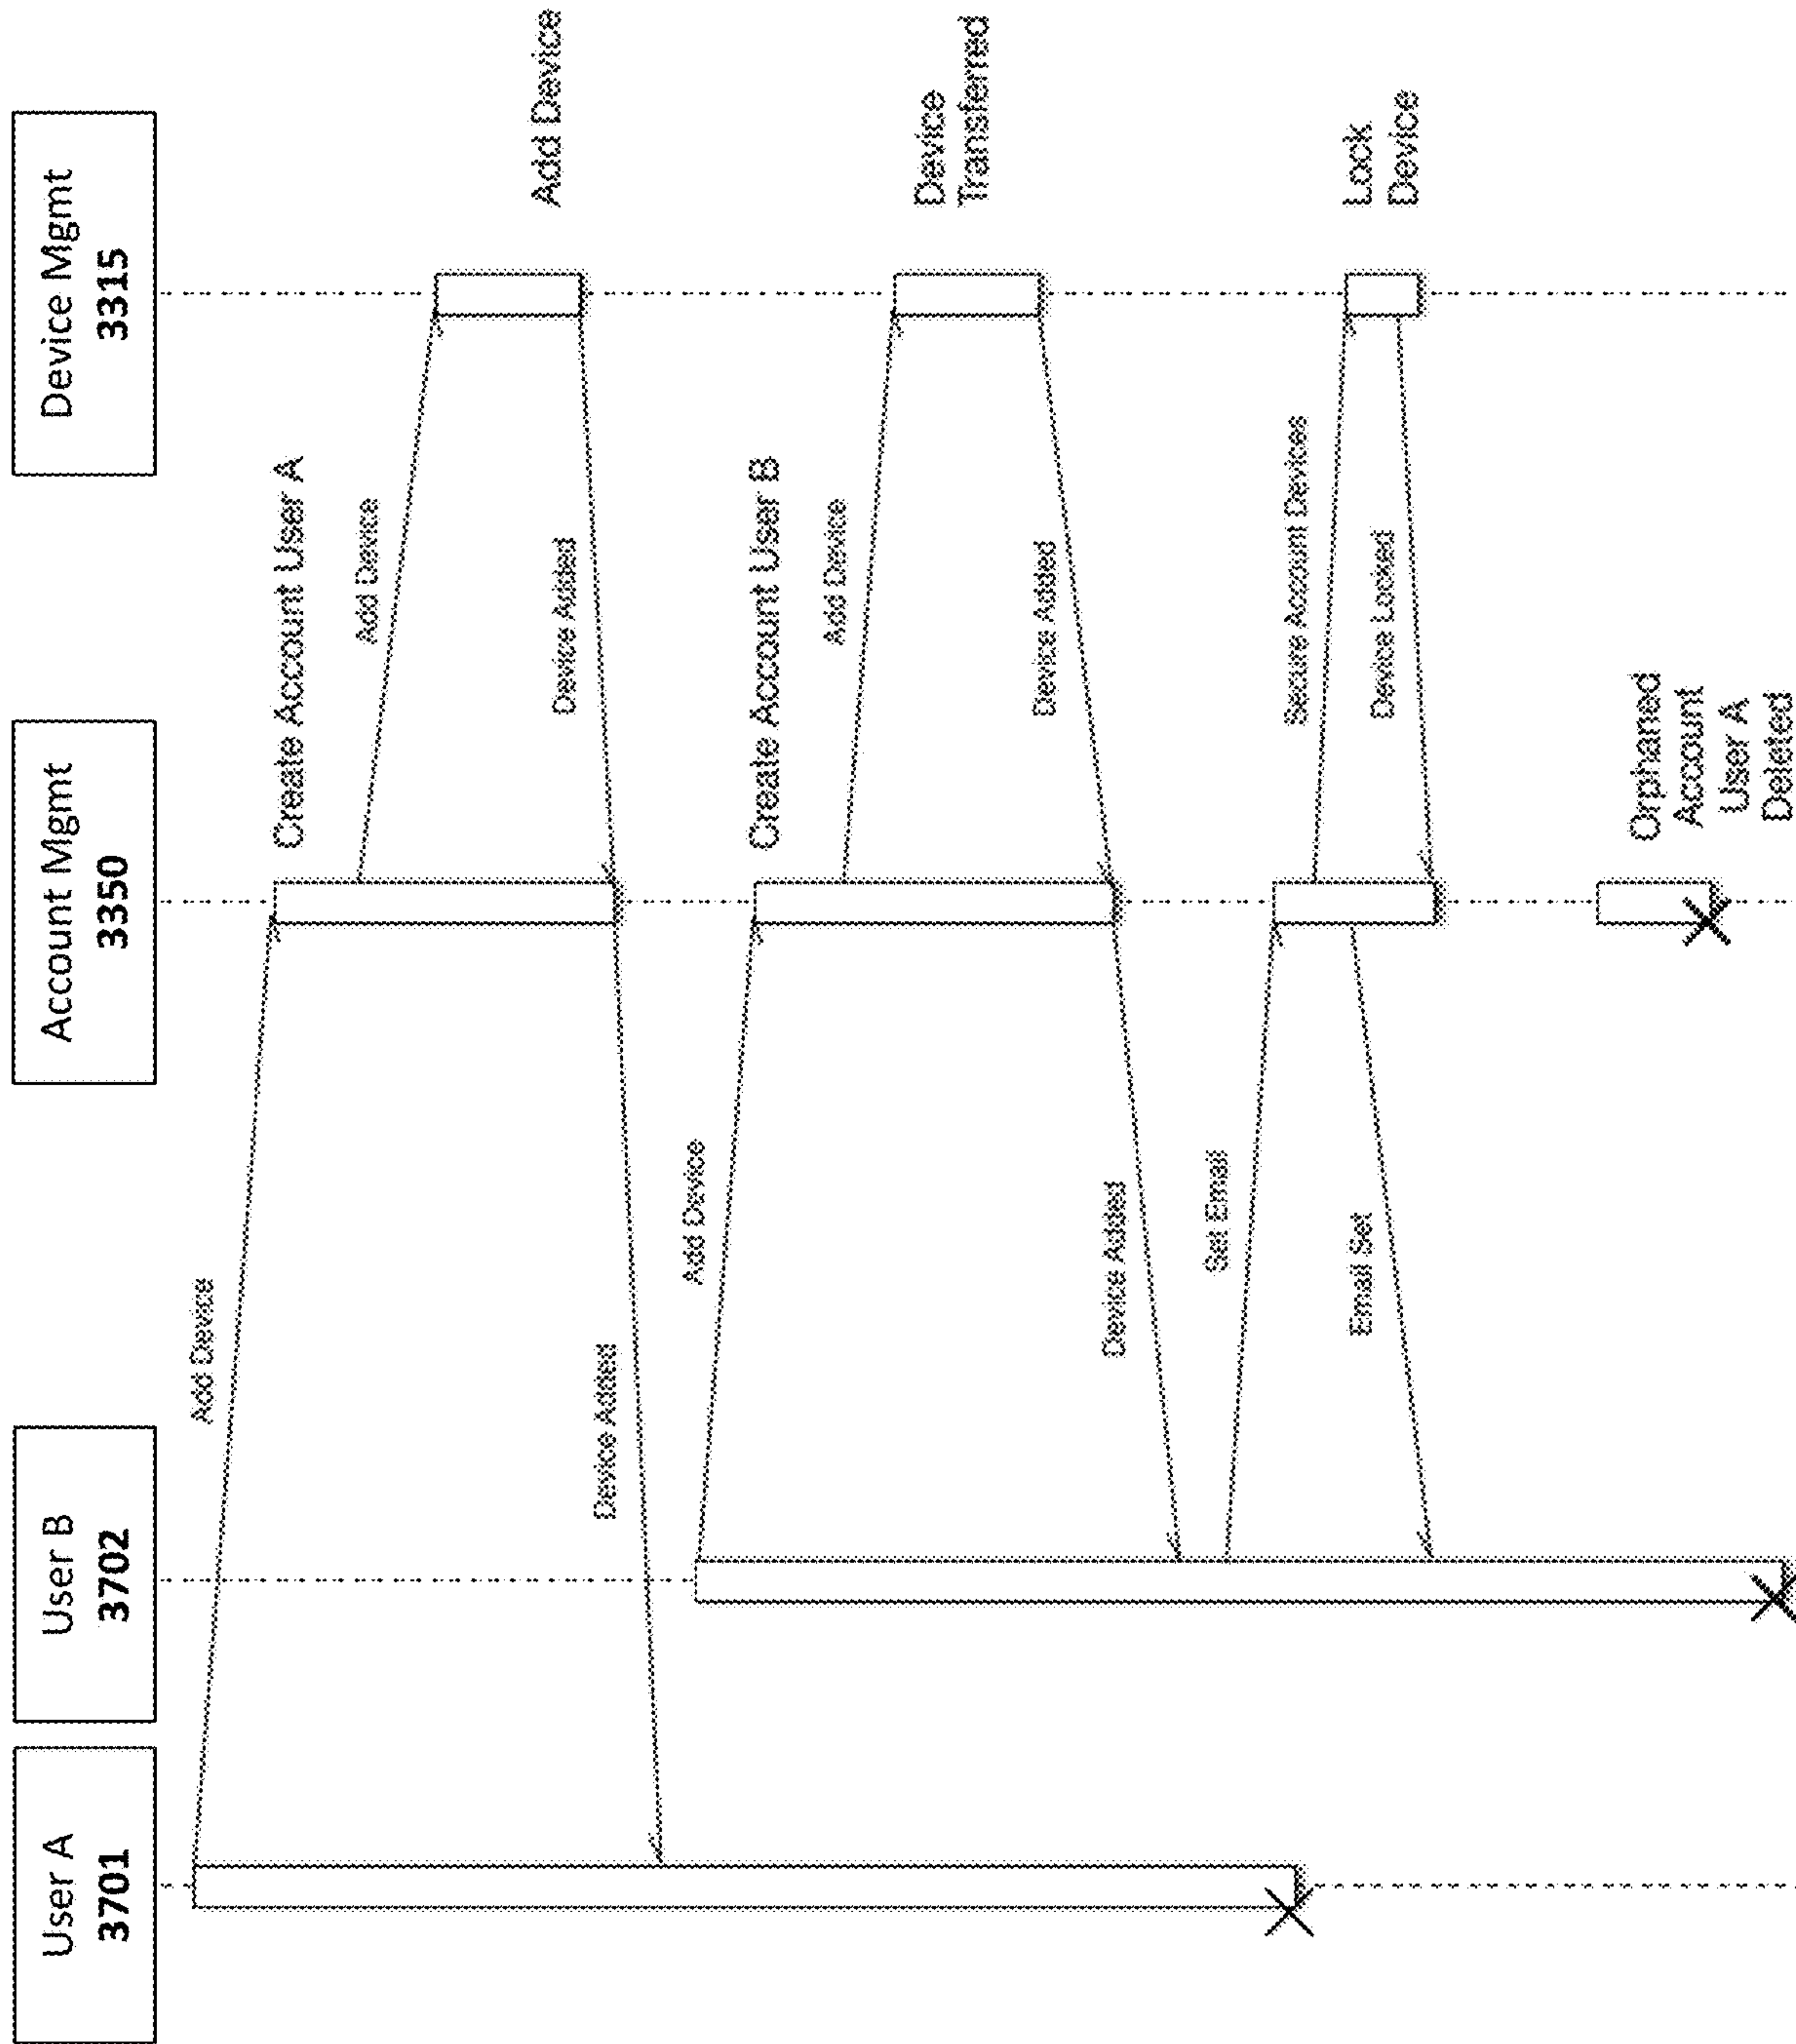 User A
3701
User B
3702
Account Mgmt
3350
Device Mgmt
3315
Add Device
Create Account User A
Add Device
Add Device
Device Added
Device Added
Add Device
Create Account User B
Add Device
Device
Transferred
Device Added
Device Added
Set Email
Secure Account Devices
Lock
Device
Email Set
Device Locked
Orphaned
Account
User A
Deleted